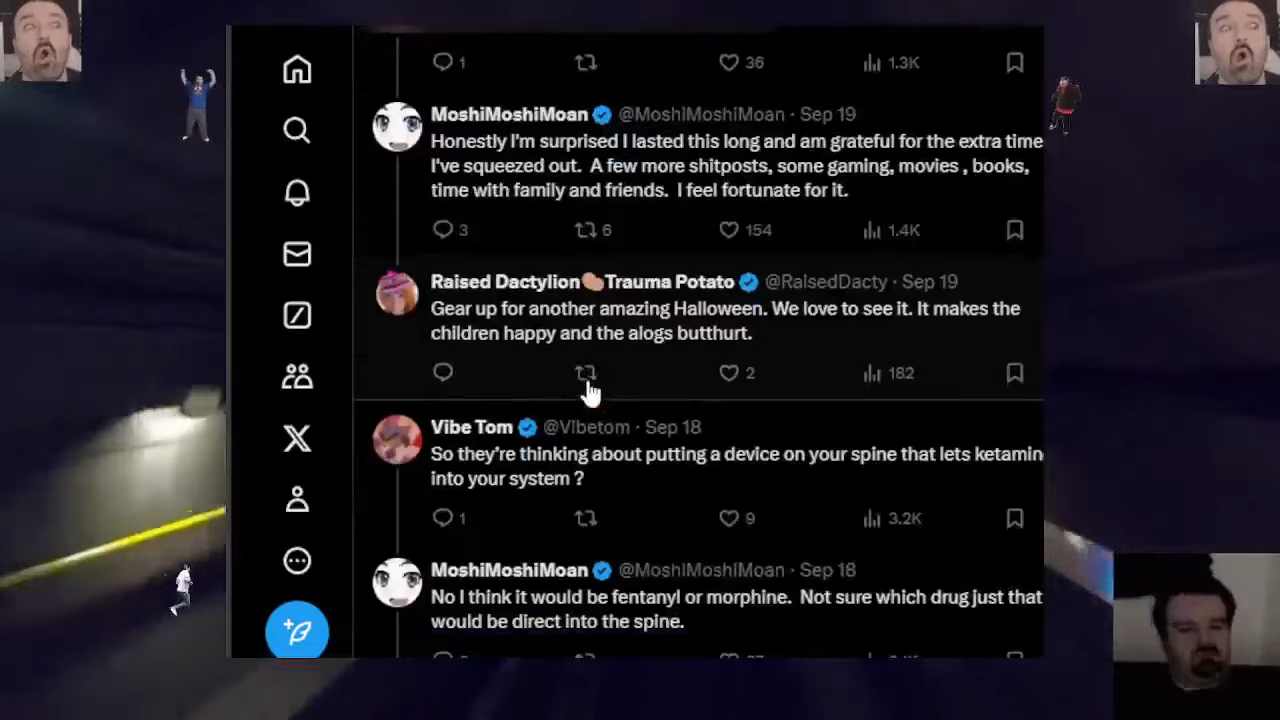 1 36 1.3K
MoshiMoshiMoan @MoshiMoshiMoan · Sep 19
Honestly I'm surprised I lasted this long and am grateful for the extra time
I've squeezed out. A few more shitposts, some gaming, movies , books,
time with family and friends. I feel fortunate for it.
3 6 154 1.4K
Raised Dactylion🥔Trauma Potato @RaisedDacty · Sep 19
Gear up for another amazing Halloween. We love to see it. It makes the
children happy and the alogs butthurt.
2 182
Vibe Tom @Vibetom · Sep 18
So they're thinking about putting a device on your spine that lets ketamin
into your system ?
1 9 3.2K
MoshiMoshiMoan @MoshiMoshiMoan · Sep 18
No I think it would be fentanyl or morphine. Not sure which drug just that
would be direct into the spine.